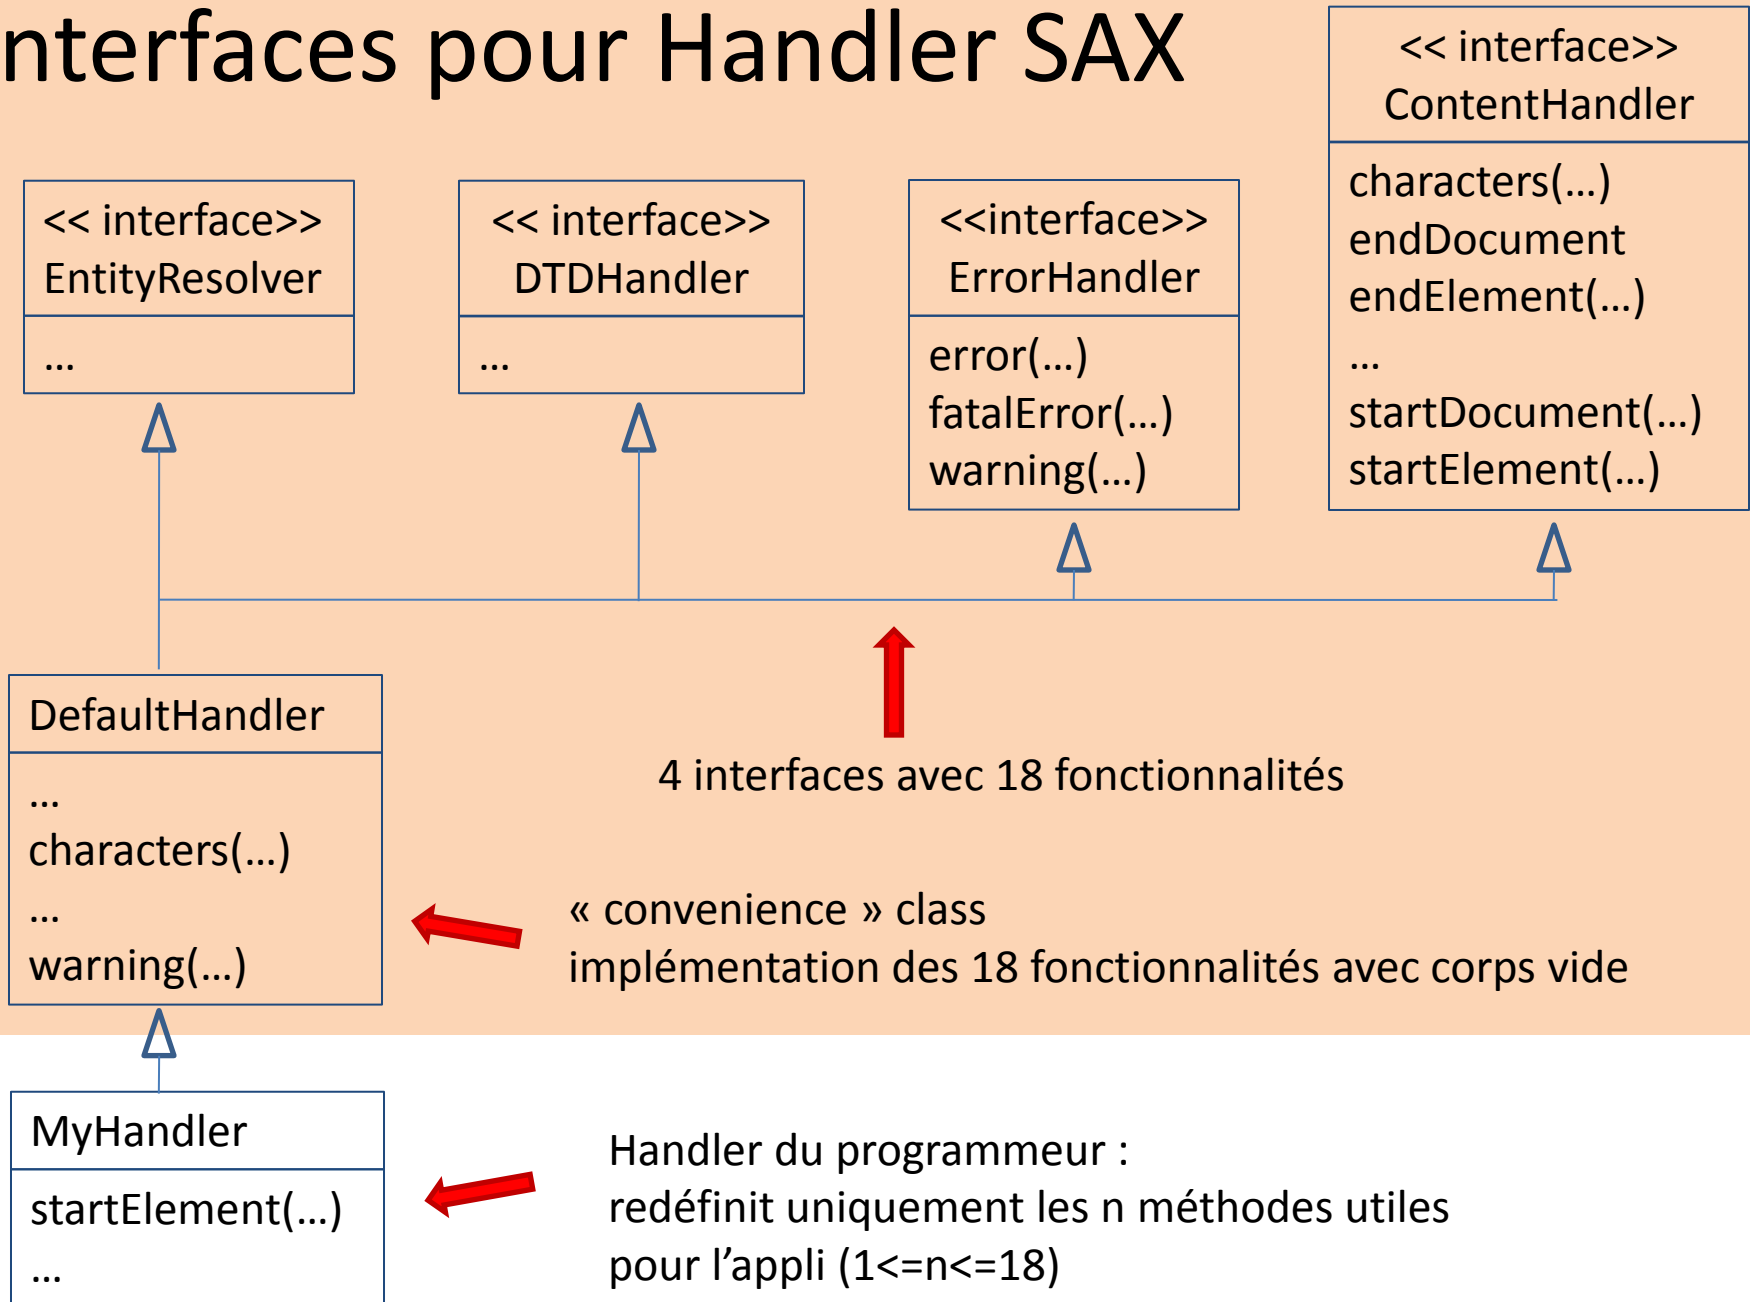 nterfaces pour Handler SAX
<< interface>>
ContentHandler
characters(...)
endDocument
endElement(...)
...
startDocument(...)
startElement(...)
<< interface>>
EntityResolver
...
<< interface>>
DTDHandler
...
<<interface>>
ErrorHandler
error(...)
fatalError(...)
warning(...)
DefaultHandler
...
characters(...)
...
warning(...)
4 interfaces avec 18 fonctionnalités
« convenience » class
implémentation des 18 fonctionnalités avec corps vide
MyHandler
startElement(...)
...
Handler du programmeur :
redéfinit uniquement les n méthodes utiles
pour l’appli (1<=n<=18)